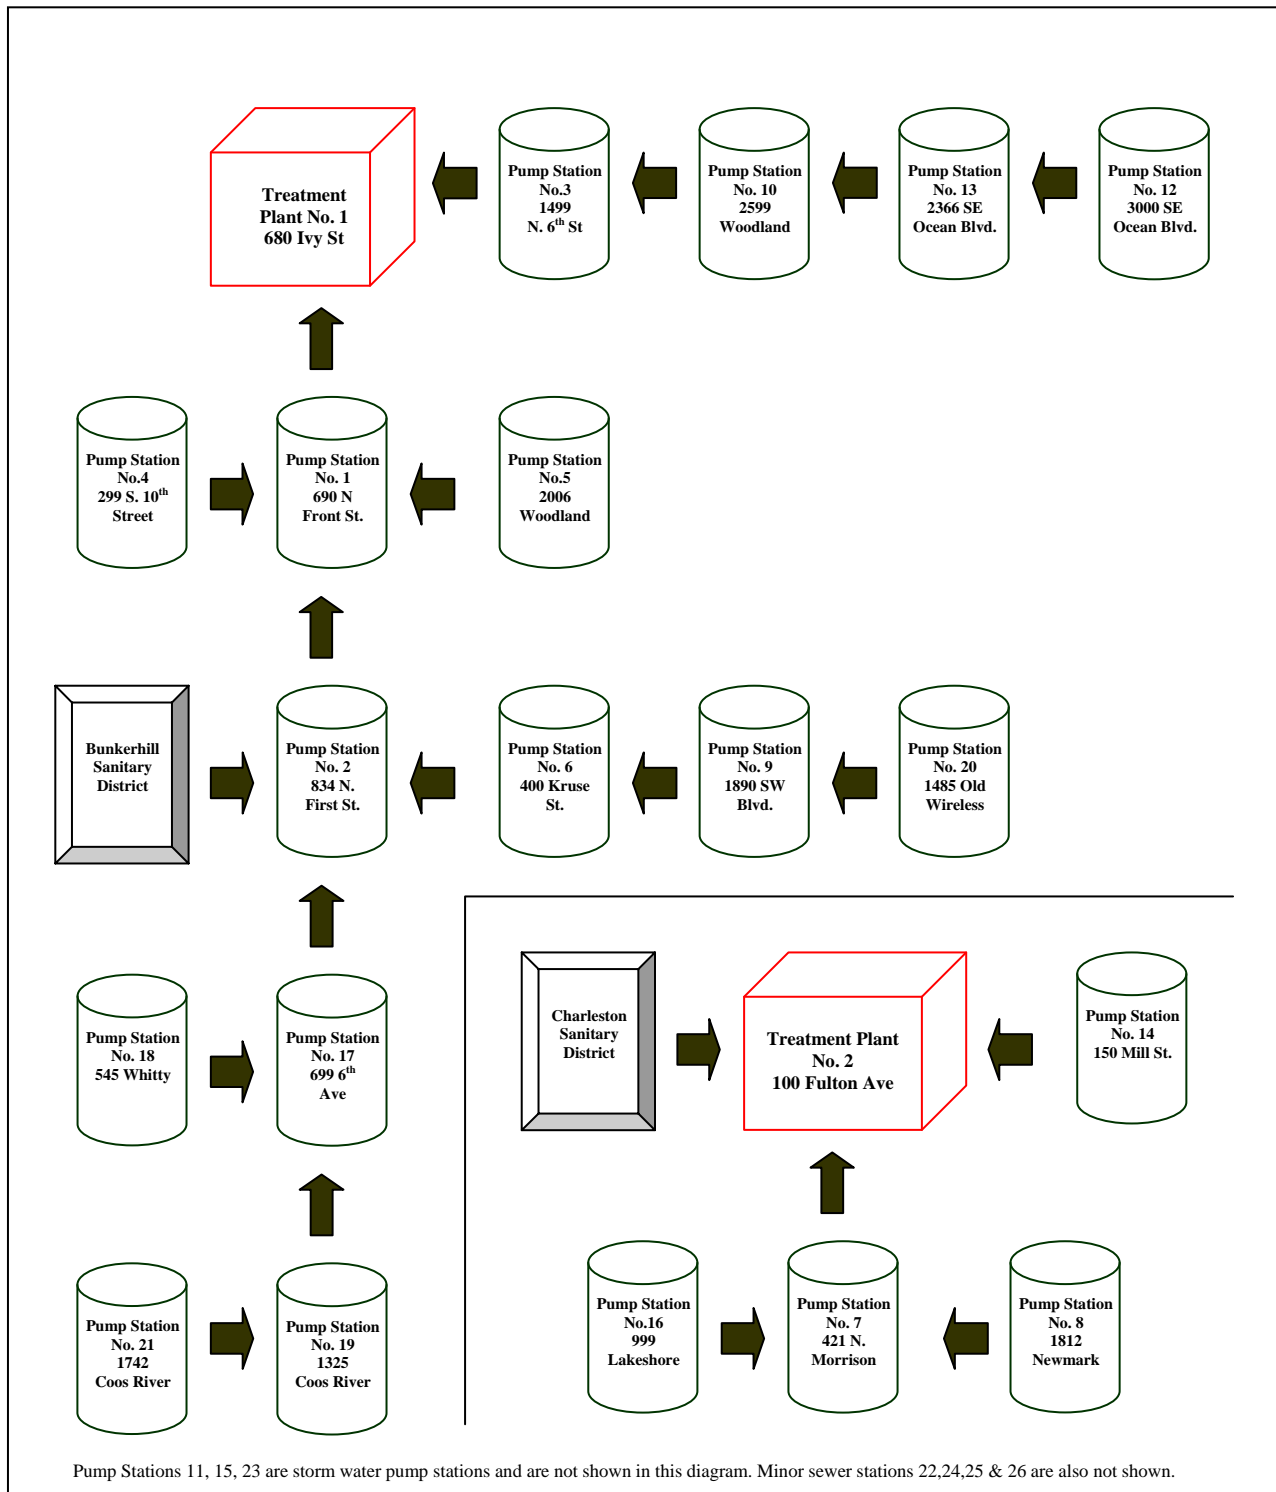 Treatment
Plant No. 1
680 Ivy St
Pump Station
No.3
1499
N. 6th St
Pump Station
No. 10
2599
Woodland
Pump Station
No. 13
2366 SE
Ocean Blvd.
Pump Station
No. 12
3000 SE
Ocean Blvd.
Pump Station
No.4
299 S. 10th
Street
Pump Station
No. 1
690 N
Front St.
Pump Station
No.5
2006
Woodland
Bunkerhill
Sanitary
District
Pump Station
No. 2
834 N.
First St.
Pump Station
No. 6
400 Kruse
St.
Pump Station
No. 9
1890 SW
Blvd.
Pump Station
No. 20
1485 Old
Wireless
Pump Station
No. 18
545 Whitty
Pump Station
No. 17
699 6th
Ave
Charleston
Sanitary
District
Treatment Plant
No. 2
100 Fulton Ave
Pump Station
No. 14
150 Mill St.
Pump Station
No. 21
1742
Coos River
Pump Station
No. 19
1325
Coos River
Pump Station
No.16
999
Lakeshore
Pump Station
No. 7
421 N.
Morrison
Pump Station
No. 8
1812
Newmark
Pump Stations 11, 15, 23 are storm water pump stations and are not shown in this diagram. Minor sewer stations 22,24,25 & 26 are also not shown.